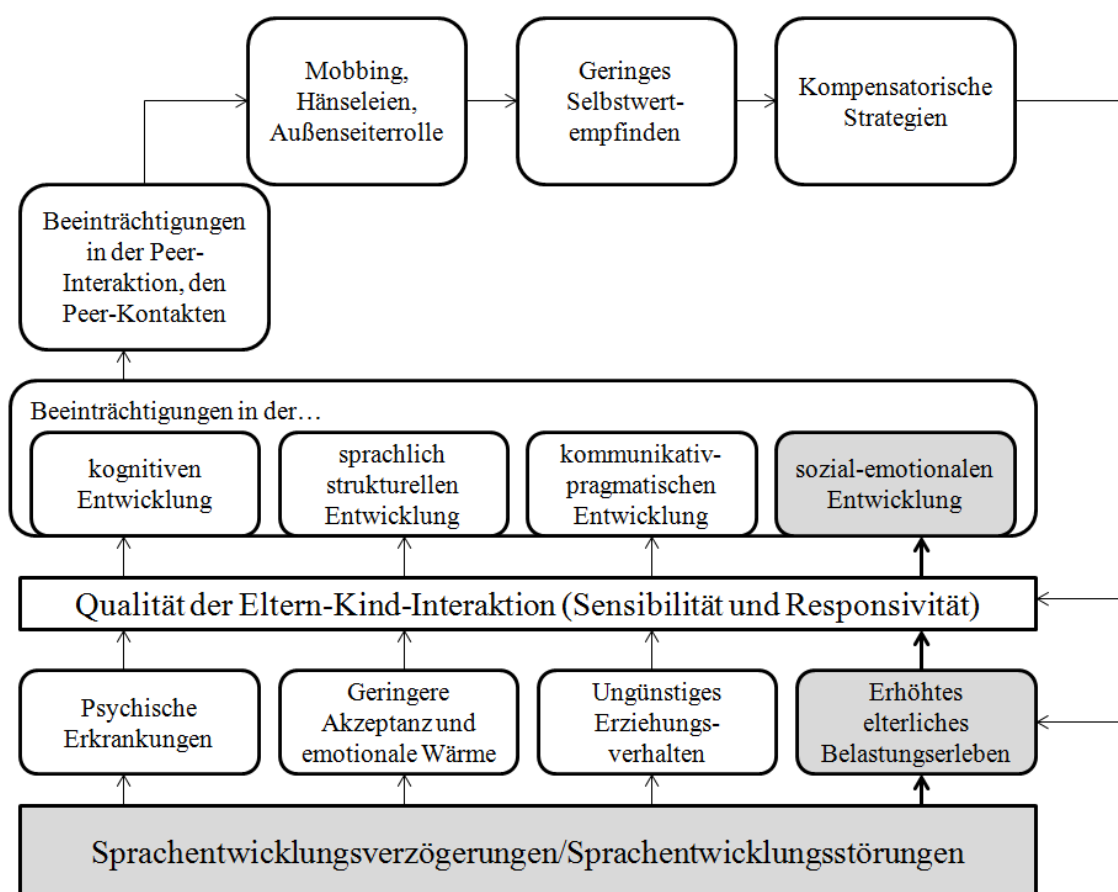 Mobbing,
Hänseleien,
Außenseiterrolle
Geringes
Selbstwert-
empfinden
Kompensatorische
Strategien
Beeinträchtigungen
in der Peer-
Interaktion, den
Peer-Kontakten
Beeinträchtigungen in der…
kognitiven
Entwicklung
sprachlich
strukturellen
Entwicklung
kommunikativ-
pragmatischen
Entwicklung
sozial-emotionalen
Entwicklung
Qualität der Eltern-Kind-Interaktion (Sensibilität und Responsivität)
Psychische
Erkrankungen
Geringere
Akzeptanz und
emotionale Wärme
Ungünstiges
Erziehungs-
verhalten
Erhöhtes
elterliches
Belastungserleben
Sprachentwicklungsverzögerungen/Sprachentwicklungsstörungen